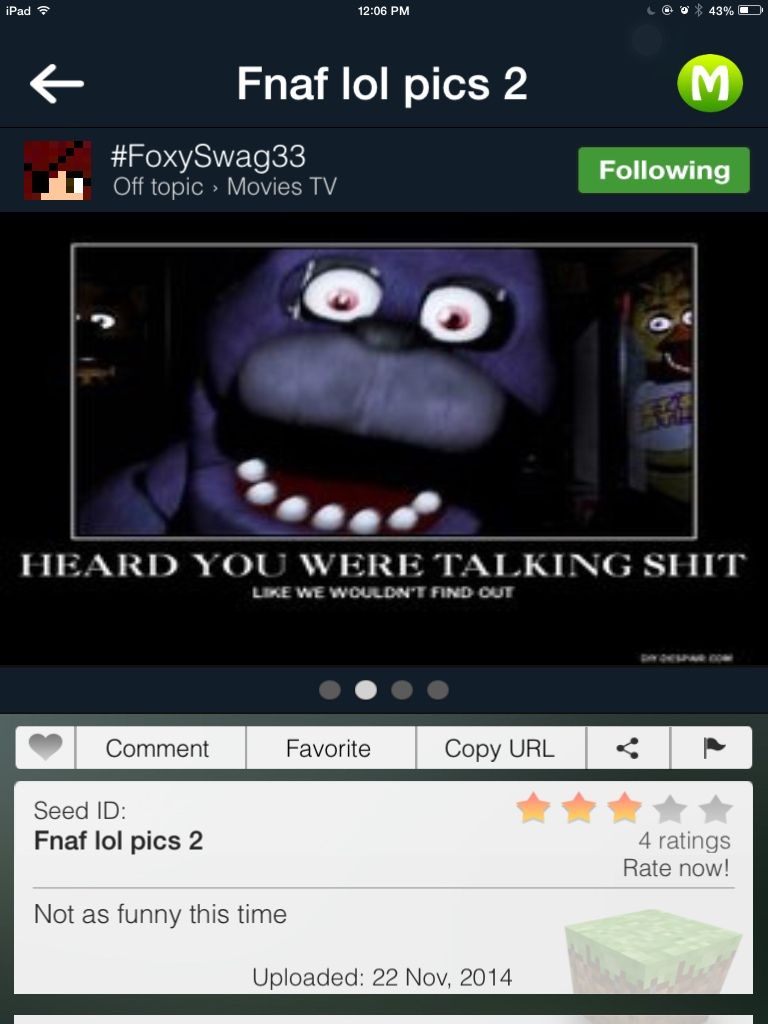 iPad 12:06 PM 43%
Fnaf lol pics 2
M
#FoxySwag33
Off topic › Movies TV
Following
HEARD YOU WERE TALKING SHIT
LIKE WE WOULDN'T FIND OUT
DIY.DESPAIR.COM
Comment
Favorite
Copy URL
Seed ID:
Fnaf lol pics 2
4 ratings
Rate now!
Not as funny this time
Uploaded: 22 Nov, 2014